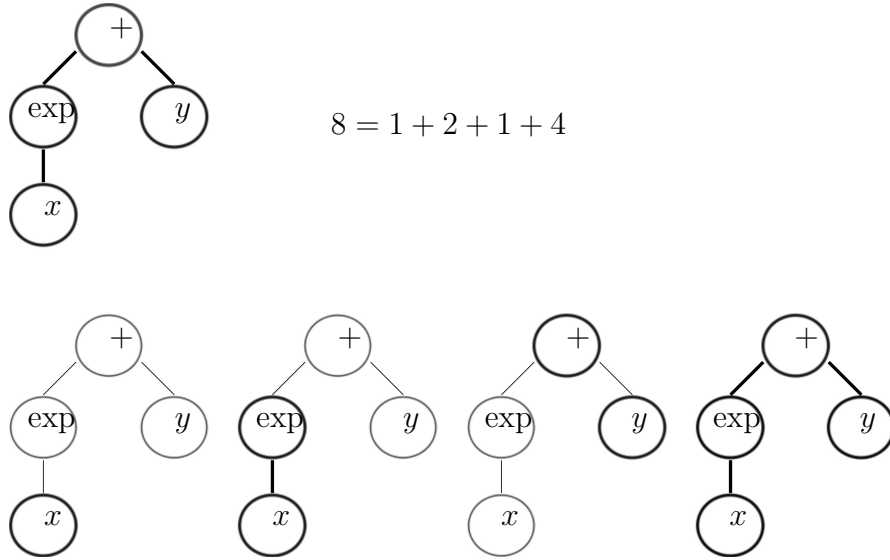 +
exp y
8 = 1 + 2 + 1 + 4
x
+ + + +
exp y exp y exp y exp y
x x x x